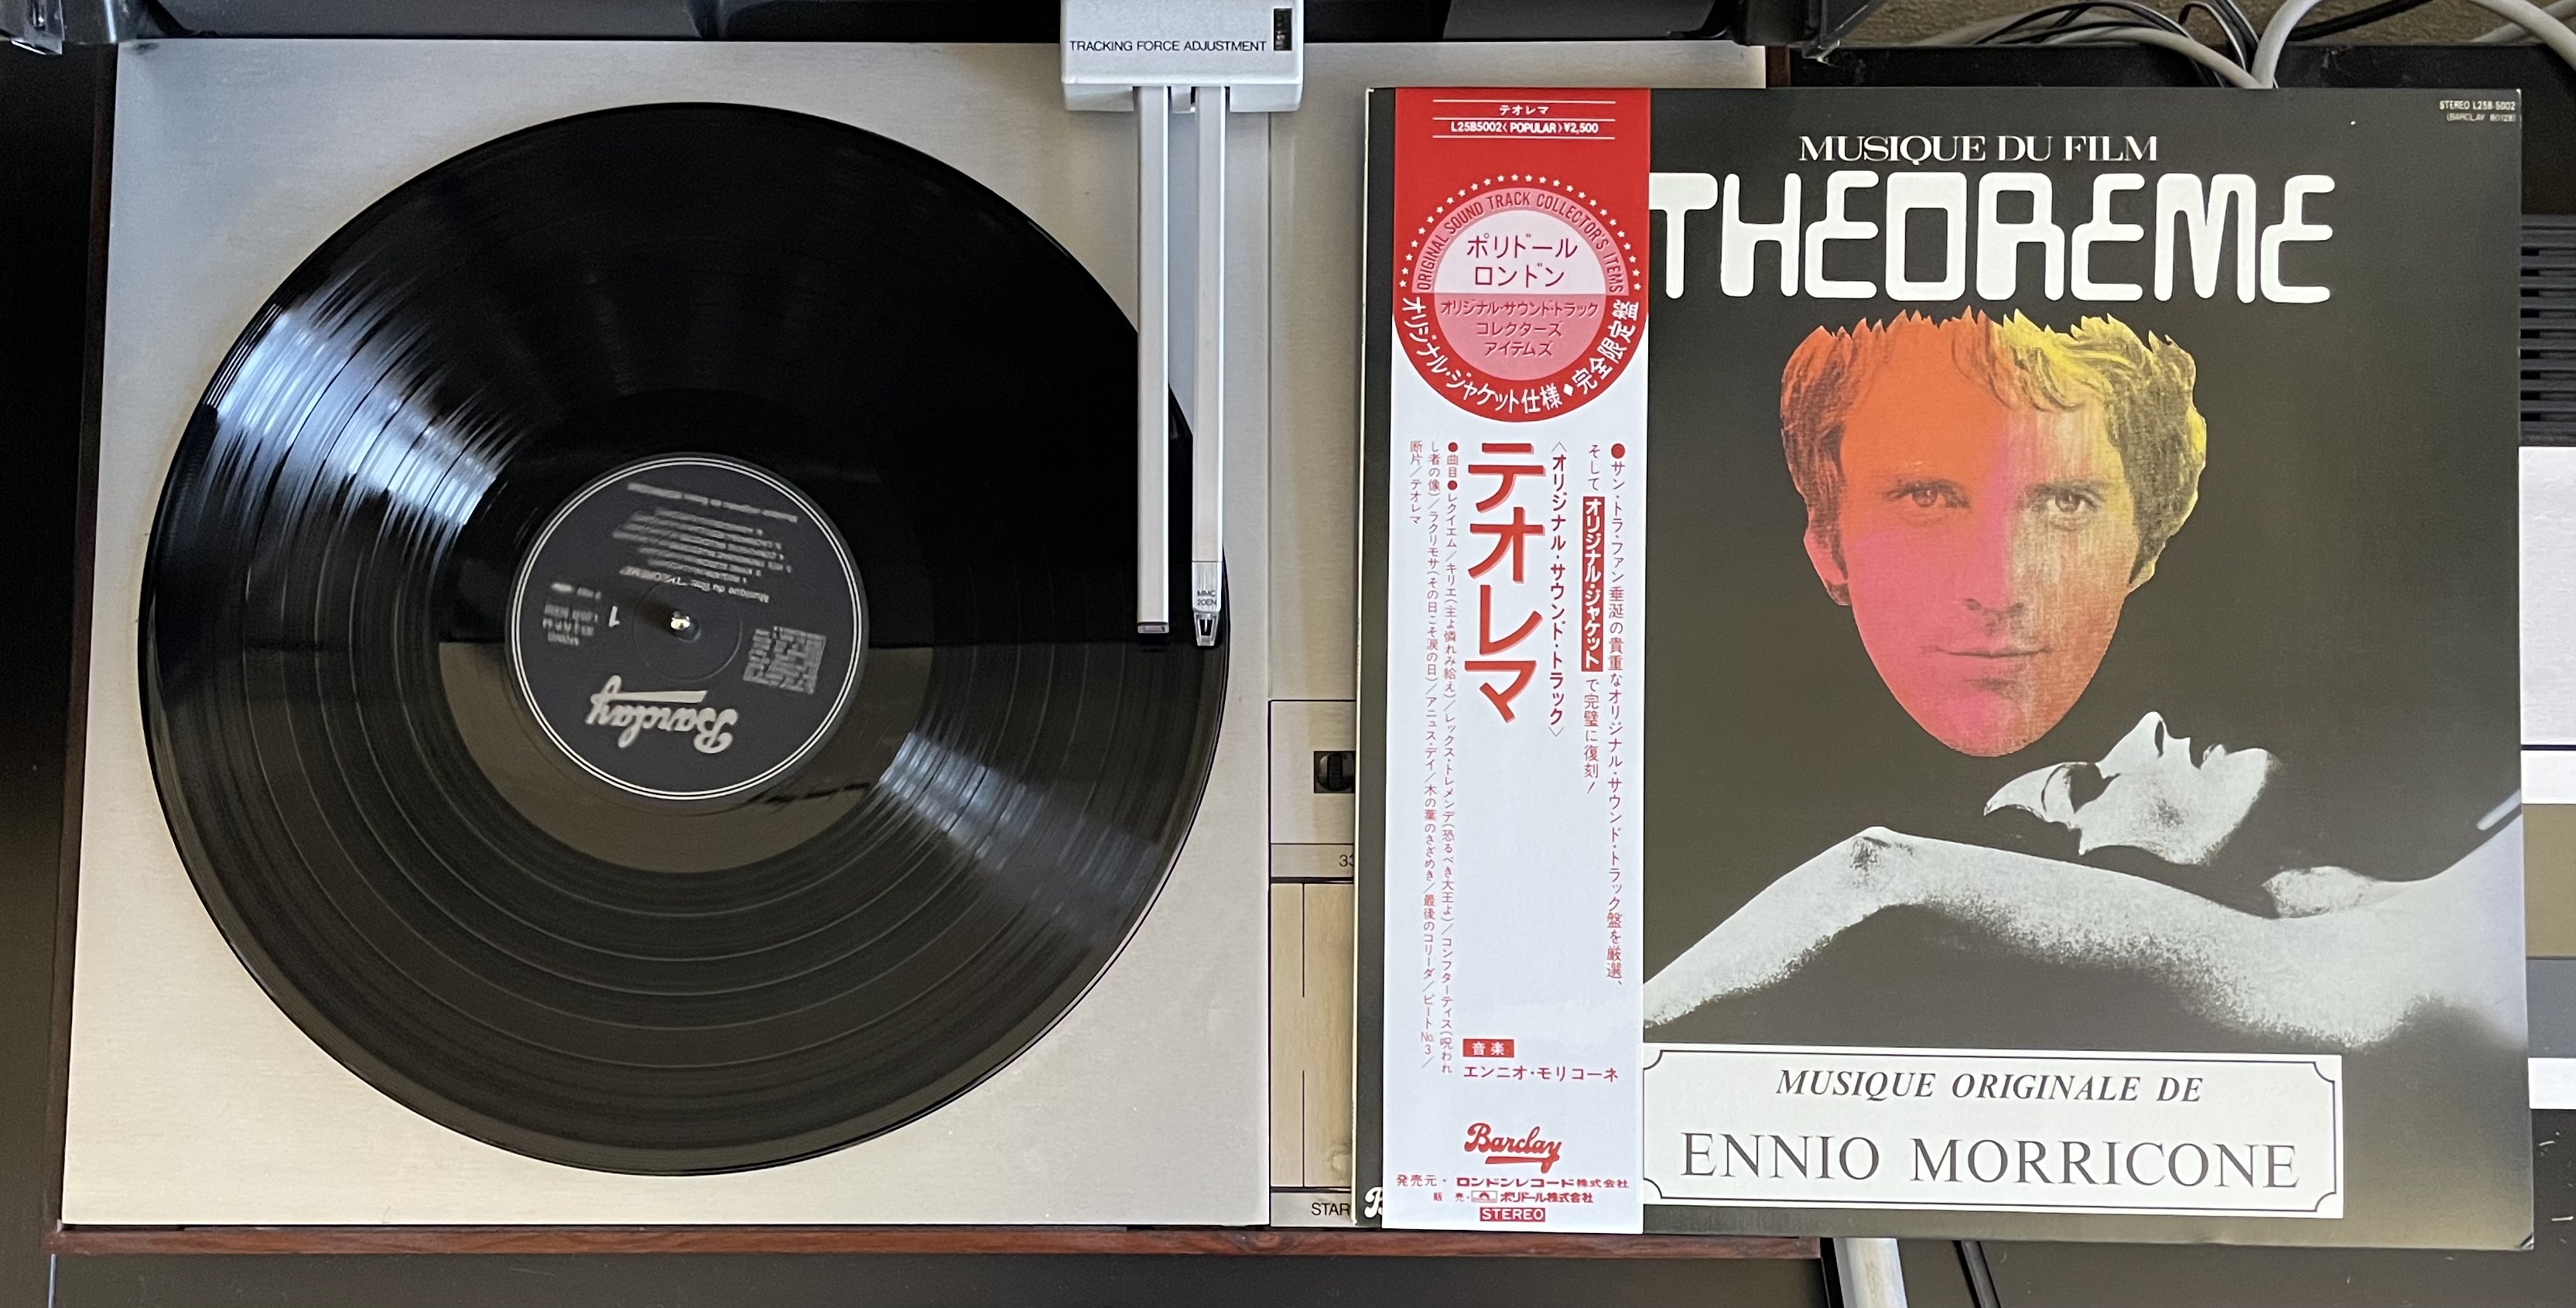 TRACKING FORCE ADJUSTMENT
MMC
20EN
Barclay
1
Musique du film "THEOREME"
33
STAR
テオレマ
L25B5002〈POPULAR〉¥2,500
ORIGINAL SOUND TRACK COLLECTOR'S ITEMS
ポリドール
ロンドン
オリジナル・サウンド・トラック
コレクターズ
アイテムズ
オリジナル・ジャケット仕様◆完全限定盤
●サン・トラ・ファン垂涎の貴重なオリジナル・サウンド・トラック盤を厳選、
そしてオリジナル・ジャケットで完璧に復刻!
〈オリジナル・サウンド・トラック〉
テオレマ
●曲目●レクイエム/キリエ(主よ憐れみ給え)/レックス・トレメンデ(恐るべき大王よ)/コンフターティス(呪われ
し者の像)/ラクリモサ(その日こそ涙の日)/アニュス・デイ/木の葉のさざめき/最後のコリーダ/ビートNo.3/
断片/テオレマ
音楽
エンニオ・モリコーネ
Barclay
発売元・ロンドンレコード株式会社
販売・ポリドール株式会社
STEREO
STEREO L25B-5002
MUSIQUE DU FILM
THEOREME
MUSIQUE ORIGINALE DE
ENNIO MORRICONE